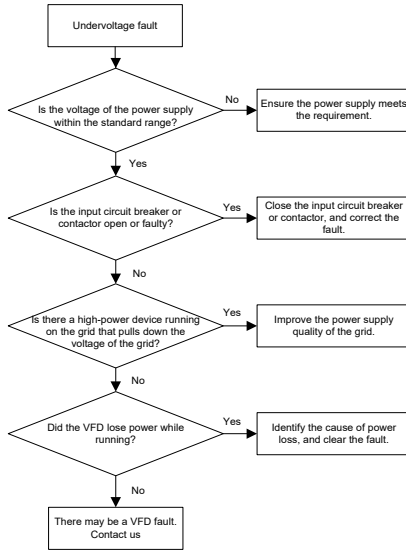 Undervoltage fault
Is the voltage of the power supply
within the standard range?
No
Ensure the power supply meets
the requirement.
Yes
Is the input circuit breaker or
contactor open or faulty?
Yes
Close the input circuit breaker
or contactor, and correct the
fault.
No
Is there a high-power device running
on the grid that pulls down the
voltage of the grid?
Yes
Improve the power supply
quality of the grid.
No
Did the VFD lose power while
running?
Yes
Identify the cause of power
loss, and clear the fault.
No
There may be a VFD fault.
Contact us